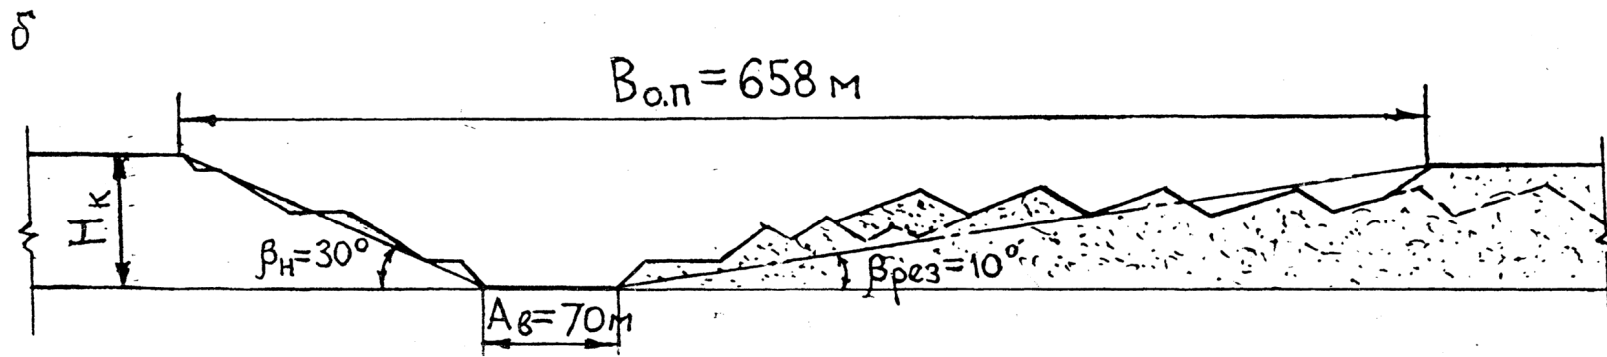 б
Bо.п = 658 м
Hк
βн=30°
βрез=10°
Aв=70м